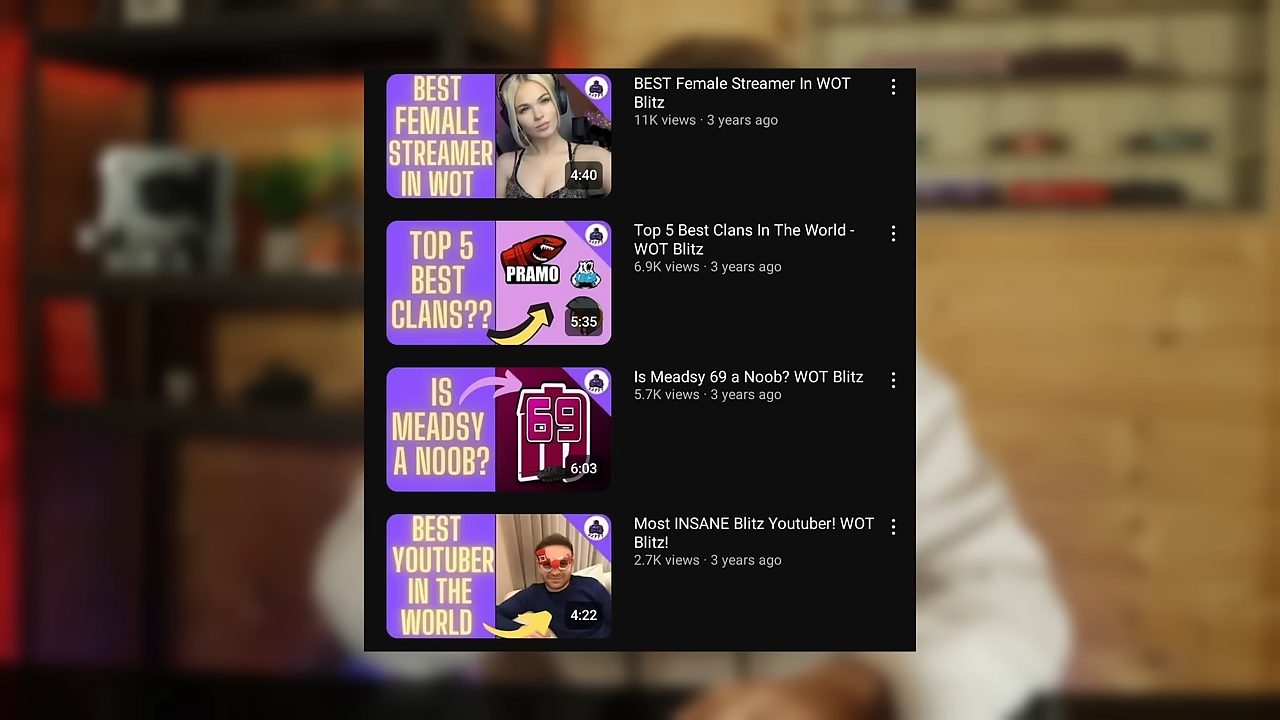 BEST
FEMALE
STREAMER
IN WOT
4:40
BEST Female Streamer In WOT
Blitz
11K views · 3 years ago
TOP 5
BEST
CLANS??
PRAMO
5:35
Top 5 Best Clans In The World -
WOT Blitz
6.9K views · 3 years ago
IS
MEADSY
A NOOB?
69
6:03
Is Meadsy 69 a Noob? WOT Blitz
5.7K views · 3 years ago
BEST
YOUTUBER
IN THE
WORLD
4:22
Most INSANE Blitz Youtuber! WOT
Blitz!
2.7K views · 3 years ago